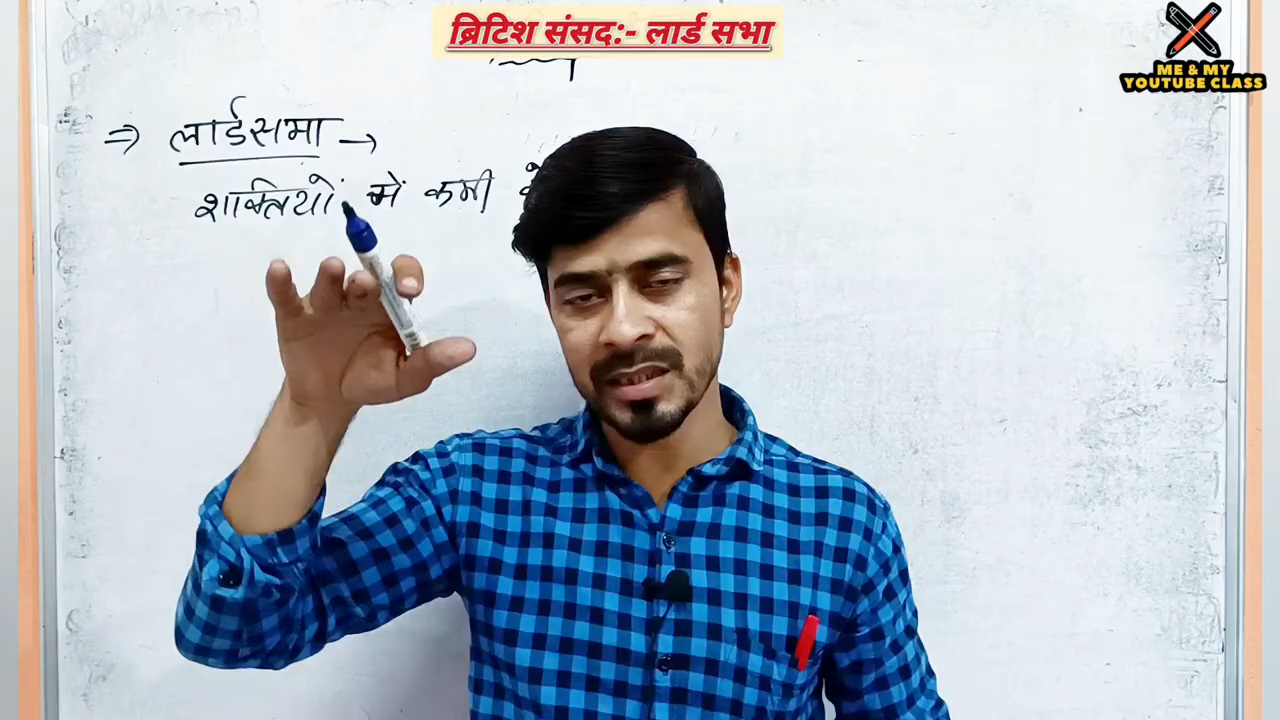 ब्रिटिश संसद:- लार्ड सभा
ME & MY
YOUTUBE CLASS
⇒ लार्डसभा →
शक्तियों में कमी के